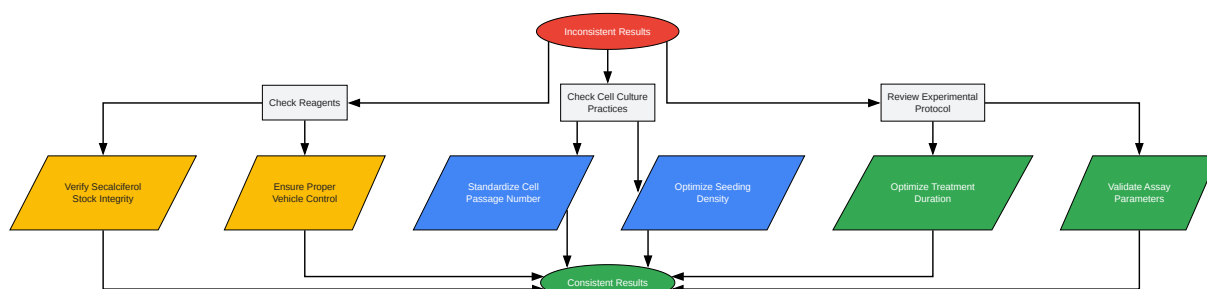 Inconsistent Results
Check Reagents
Check Cell Culture
Practices
Review Experimental
Protocol
Verify Secalciferol
Stock Integrity
Ensure Proper
Vehicle Control
Standardize Cell
Passage Number
Optimize Seeding
Density
Optimize Treatment
Duration
Validate Assay
Parameters
Consistent Results